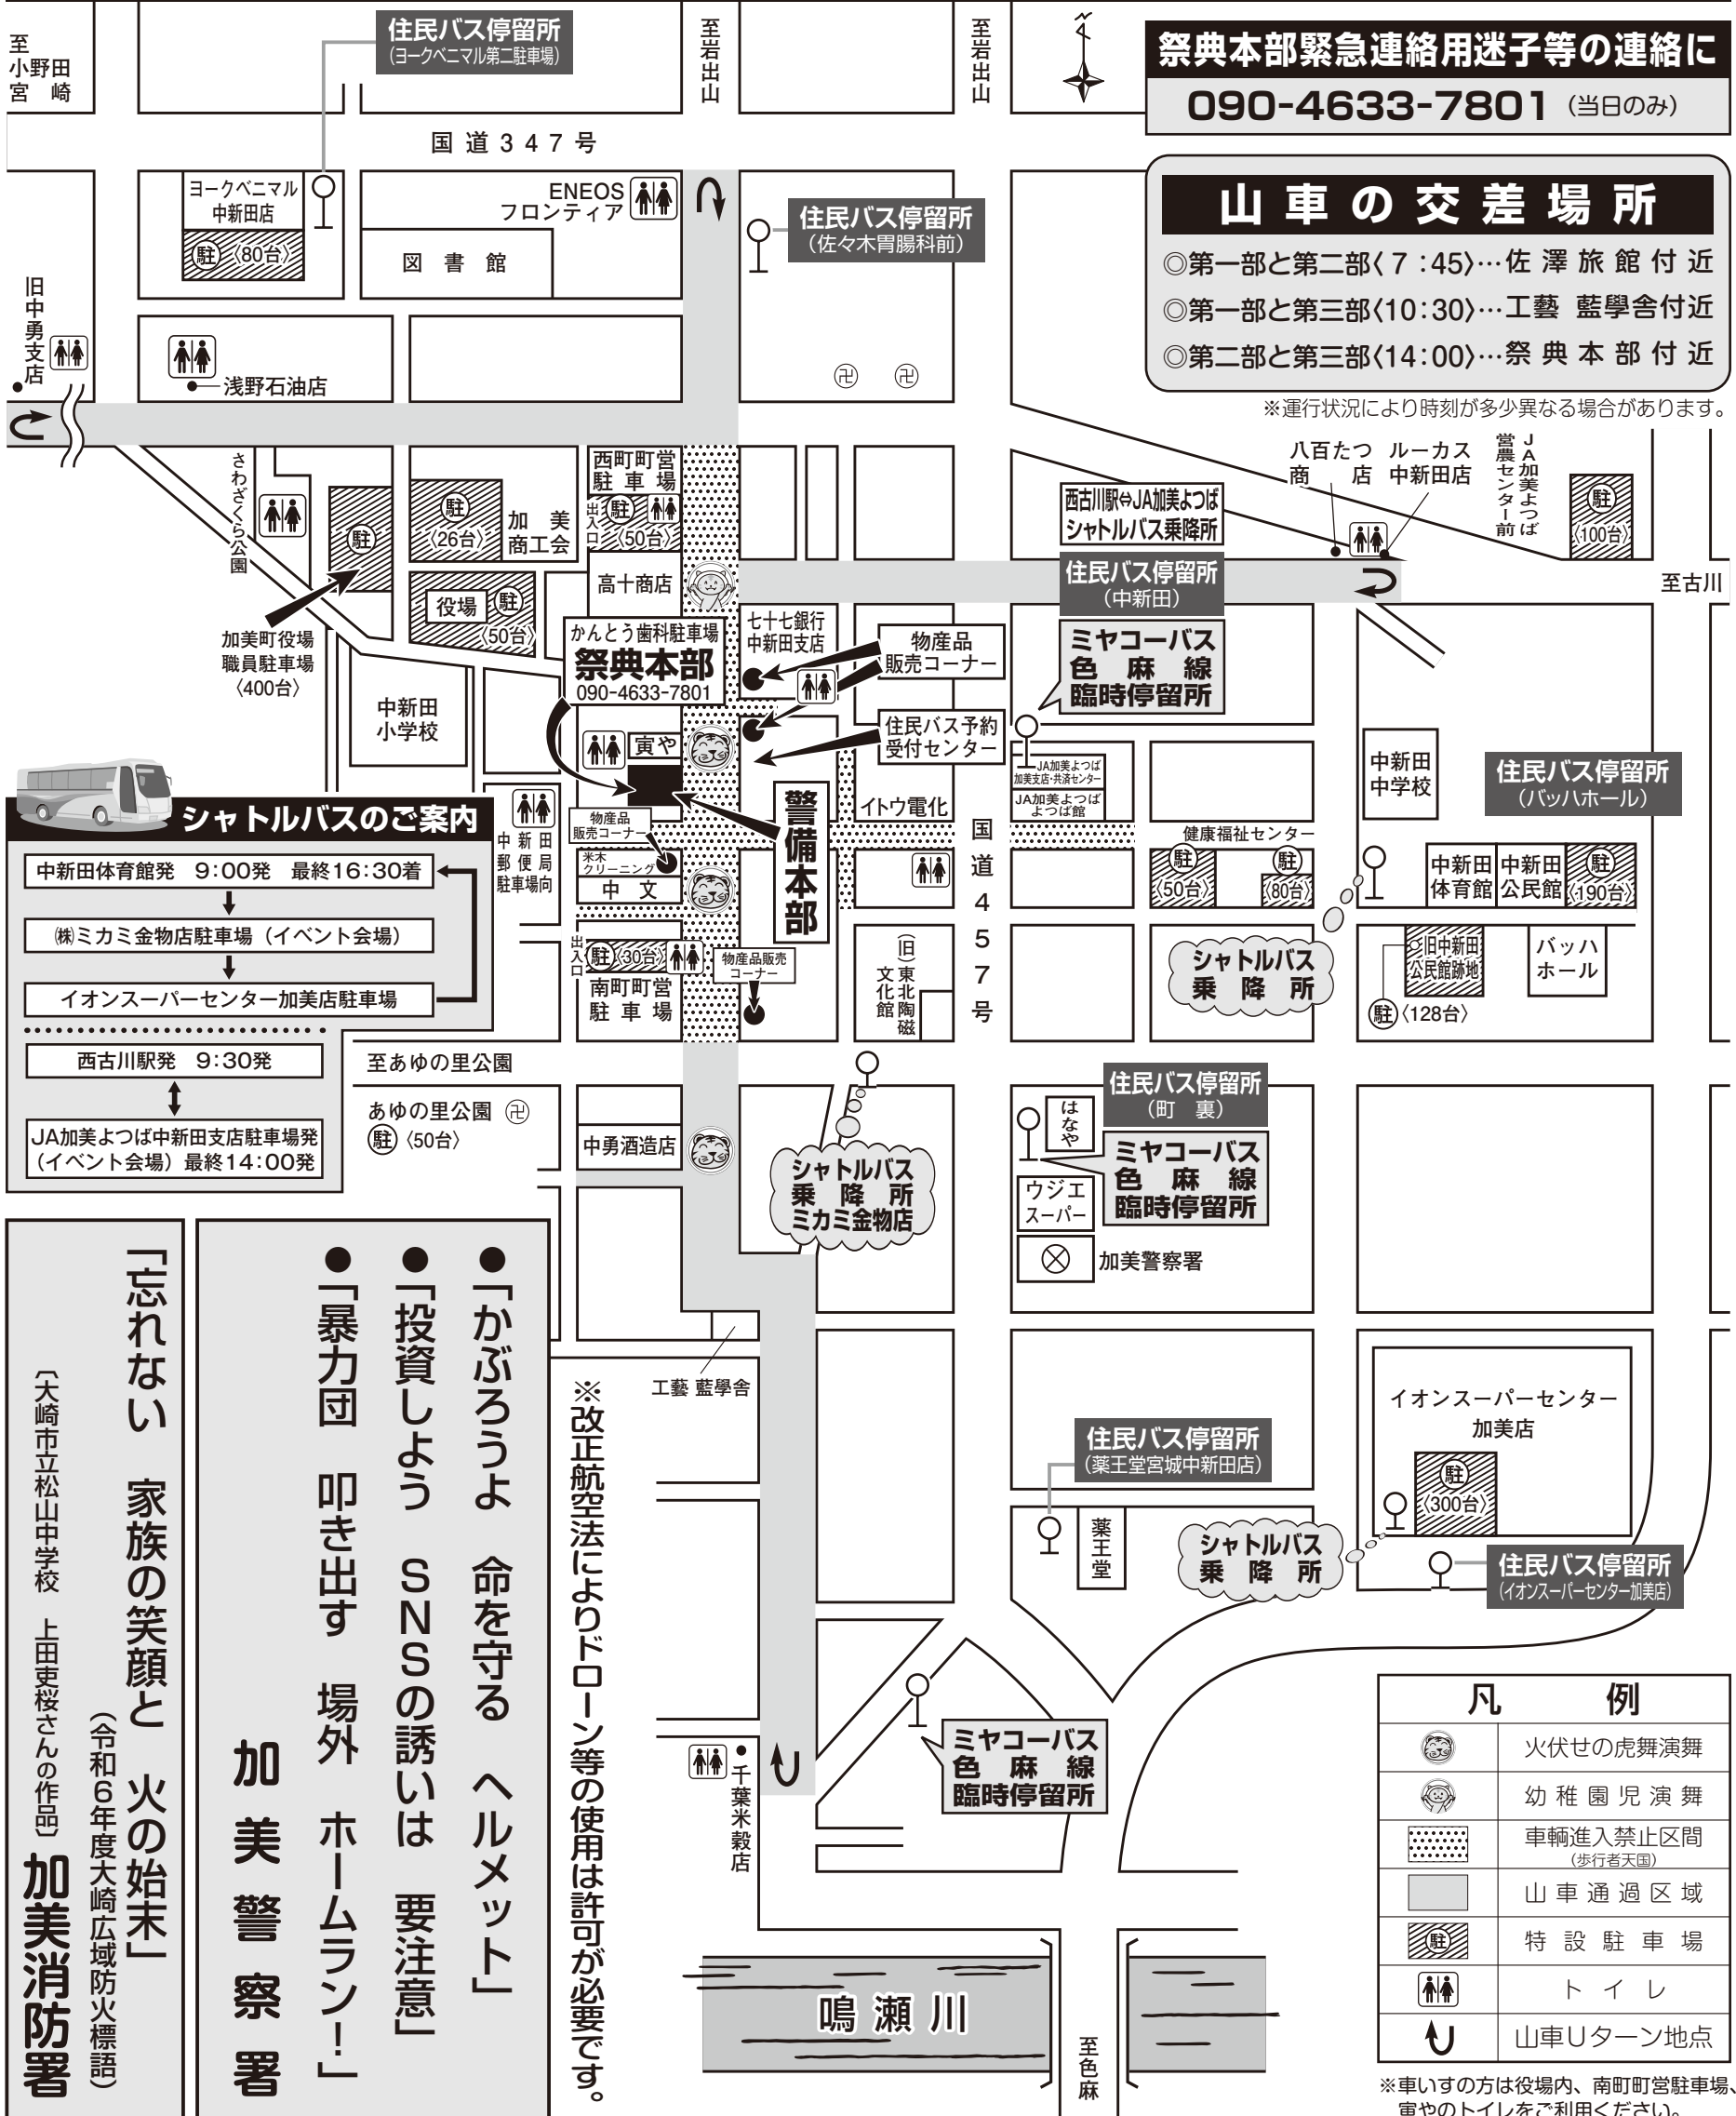 至
小野田
宮崎
住民バス停留所
(ヨークベニマル第二駐車場)
至岩出山
至岩出山
祭典本部緊急連絡用迷子等の連絡に
090-4633-7801 (当日のみ)
国道347号
ヨークベニマル
中新田店
駐 〈80台〉
ENEOS
フロンティア
図書館
住民バス停留所
(佐々木胃腸科前)
山車の交差場所
◎第一部と第二部〈7:45〉…佐澤旅館付近
◎第一部と第三部〈10:30〉…工藝 藍學舎付近
◎第二部と第三部〈14:00〉…祭典本部付近
※運行状況により時刻が多少異なる場合があります。
旧中勇支店
浅野石油店
卍 卍
さわざくら公園
駐
駐
〈26台〉
加美
商工会
西町町営
駐車場
出入口
駐
〈50台〉
高十商店
役場
駐
〈50台〉
加美町役場
職員駐車場
〈400台〉
西古川駅⇔JA加美よつば
シャトルバス乗降所
住民バス停留所
(中新田)
ミヤコーバス
色麻線
臨時停留所
八百たつ
商店
ルーカス
中新田店
JA加美よつば
営農センター前
駐
〈100台〉
至古川
かんとう歯科駐車場
祭典本部
090-4633-7801
七十七銀行
中新田支店
物産品
販売コーナー
住民バス予約
受付センター
中新田
小学校
寅や
警備本部
イトウ電化
国道457号
JA加美よつば
加美支店・共済センター
JA加美よつば
よつば館
中新田
中学校
住民バス停留所
(バッハホール)
シャトルバスのご案内
中新田体育館発 9:00発 最終16:30着
㈱ミカミ金物店駐車場(イベント会場)
イオンスーパーセンター加美店駐車場
西古川駅発 9:30発
JA加美よつば中新田支店駐車場発
(イベント会場)最終14:00発
中新田
郵便局
駐車場向
物産品
販売コーナー
米木
クリーニング
中文
出入口
駐〈30台〉
南町町営
駐車場
物産品販売
コーナー
(旧)東北陶磁
文化館
健康福祉センター
駐
〈50台〉
駐
〈80台〉
シャトルバス
乗降所
中新田
体育館
中新田
公民館
駐
〈190台〉
旧中新田
公民館跡地
駐〈128台〉
バッハ
ホール
至あゆの里公園
あゆの里公園 卍
駐〈50台〉
中勇酒造店
シャトルバス
乗降所
ミカミ金物店
住民バス停留所
(町裏)
はなや
ミヤコーバス
色麻線
臨時停留所
ウジエ
スーパー
加美警察署
工藝 藍學舎
住民バス停留所
(薬王堂宮城中新田店)
薬王堂
イオンスーパーセンター
加美店
駐
〈300台〉
シャトルバス
乗降所
住民バス停留所
(イオンスーパーセンター加美店)
ミヤコーバス
色麻線
臨時停留所
千葉米穀店
鳴瀬川
至色麻
※改正航空法によりドローン等の使用は許可が必要です。
●「かぶろうよ 命を守る ヘルメット」
●「投資しよう SNSの誘いは 要注意」
●「暴力団 叩き出す 場外 ホームラン!」
加美警察署
「忘れない 家族の笑顔と 火の始末」
(令和6年度大崎広域防火標語)
〔大崎市立松山中学校 上田吏桜さんの作品〕
加美消防署
凡例
火伏せの虎舞演舞
幼稚園児演舞
車輌進入禁止区間
(歩行者天国)
山車通過区域
駐
特設駐車場
トイレ
山車Uターン地点
※車いすの方は役場内、南町町営駐車場、
寅やのトイレをご利用ください。